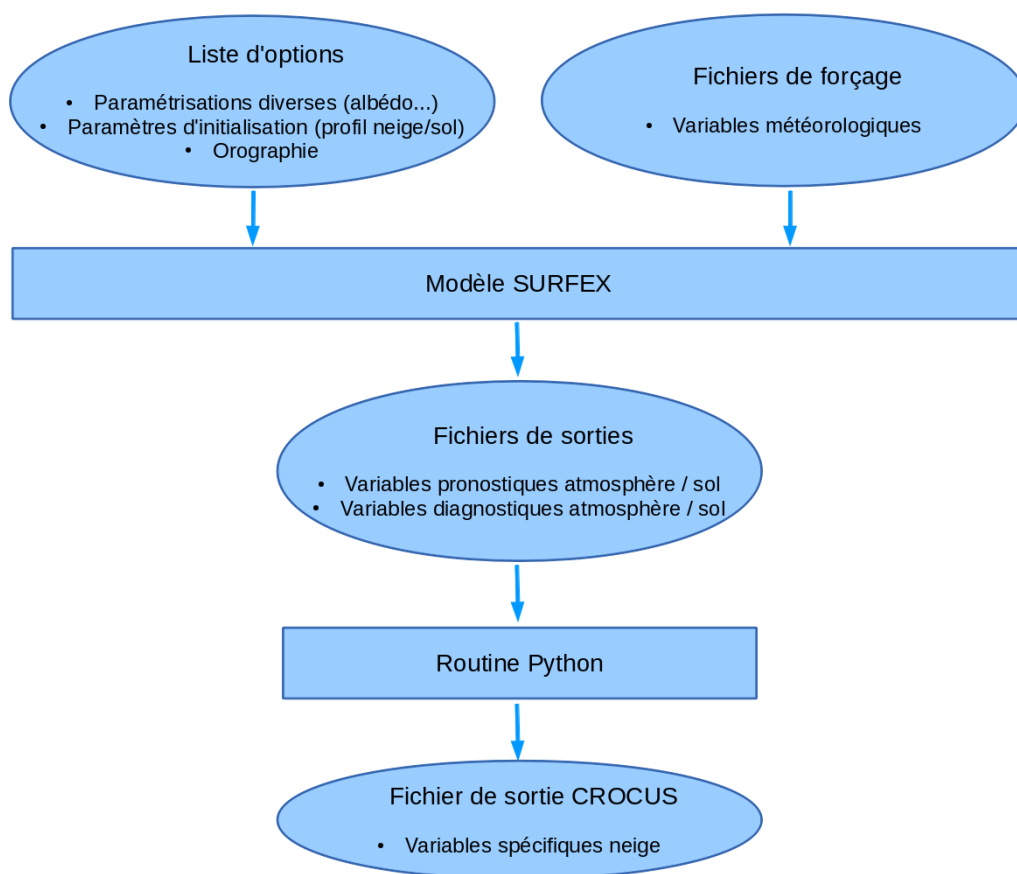 Liste d'options
• Paramétrisations diverses (albédo...)
• Paramètres d'initialisation (profil neige/sol)
• Orographie
Fichiers de forçage
• Variables météorologiques
Modèle SURFEX
Fichiers de sorties
• Variables pronostiques atmosphère / sol
• Variables diagnostiques atmosphère / sol
Routine Python
Fichier de sortie CROCUS
• Variables spécifiques neige